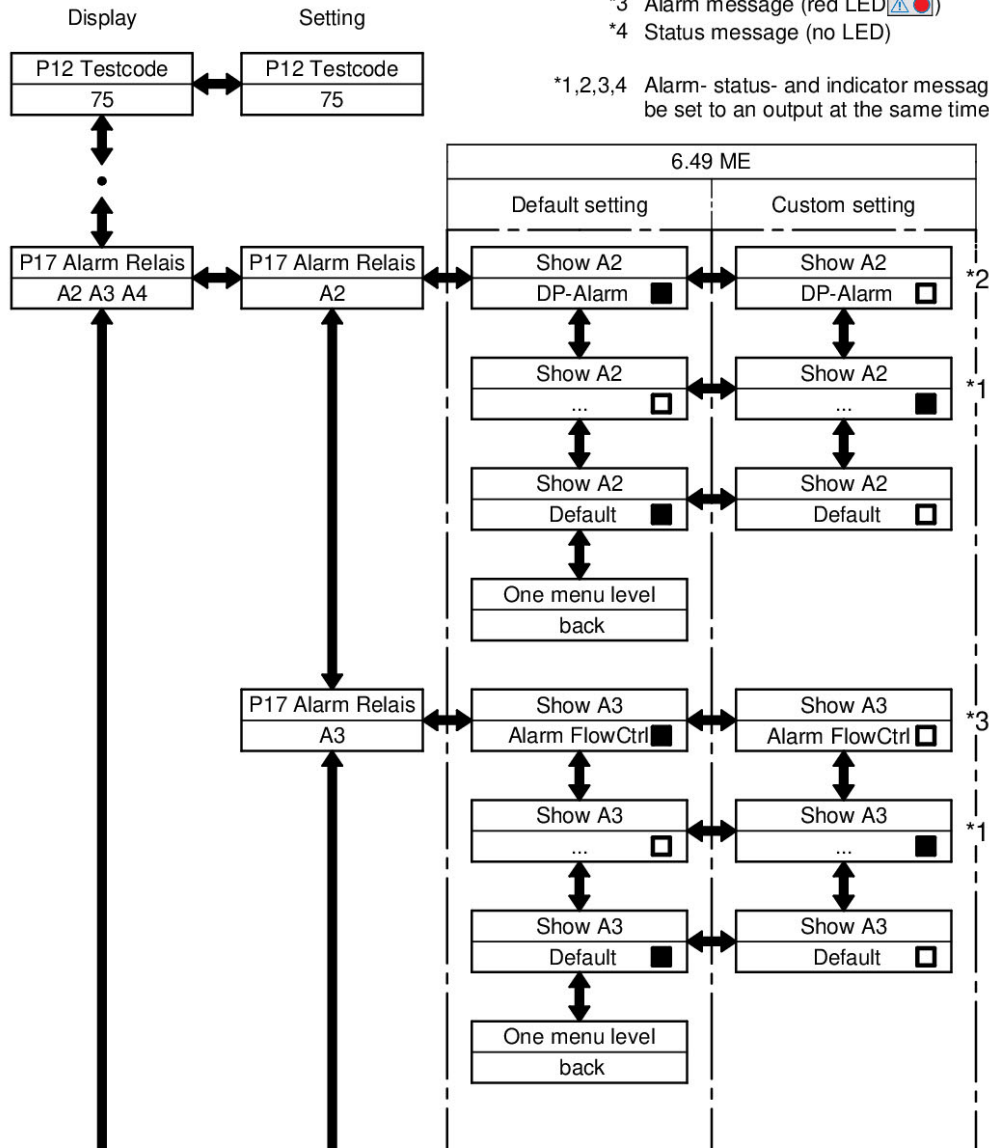 Display
Setting
*3 Alarm message (red LED)
*4 Status message (no LED)
*1,2,3,4 Alarm- status- and indicator messag
be set to an output at the same time
P12 Testcode
75
P12 Testcode
75
6.49 ME
Default setting
Custom setting
P17 Alarm Relais
A2 A3 A4
P17 Alarm Relais
A2
Show A2
DP-Alarm
Show A2
DP-Alarm
*2
Show A2
...
Show A2
...
*1
Show A2
Default
Show A2
Default
One menu level
back
P17 Alarm Relais
A3
Show A3
Alarm FlowCtrl
Show A3
Alarm FlowCtrl
*3
Show A3
...
Show A3
...
*1
Show A3
Default
Show A3
Default
One menu level
back